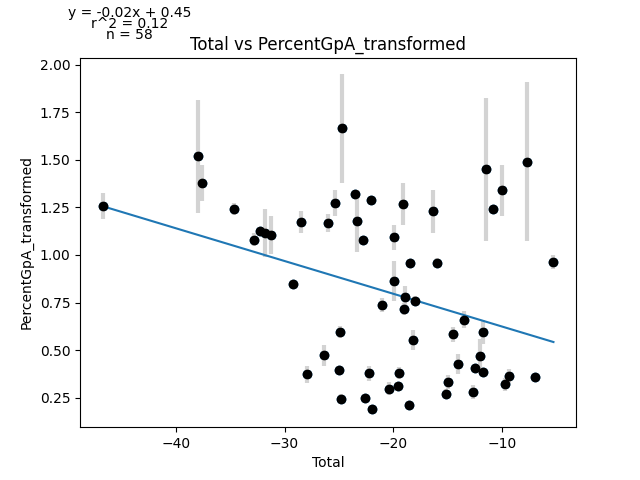 y = -0.02x + 0.45
r^2 = 0.12
n = 58
Total vs PercentGpA_transformed
PercentGpA_transformed
2.00
1.75
1.50
1.25
1.00
0.75
0.50
0.25
−40
−30
−20
−10
Total